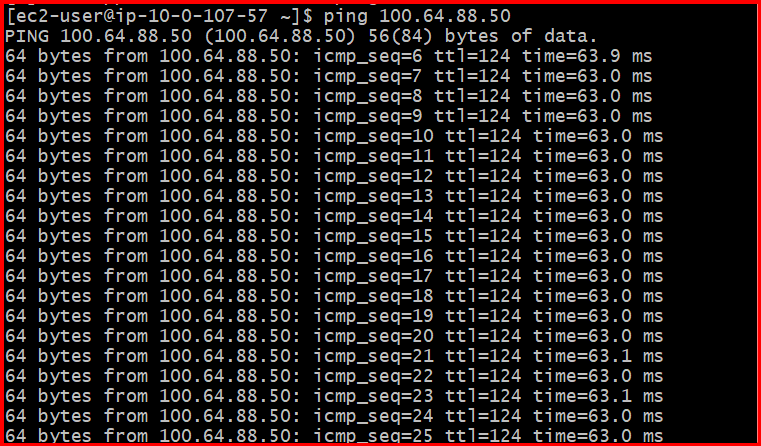 [ec2-user@ip-10-0-107-57 ~]$ ping 100.64.88.50
PING 100.64.88.50 (100.64.88.50) 56(84) bytes of data.
64 bytes from 100.64.88.50: icmp_seq=6 ttl=124 time=63.9 ms
64 bytes from 100.64.88.50: icmp_seq=7 ttl=124 time=63.0 ms
64 bytes from 100.64.88.50: icmp_seq=8 ttl=124 time=63.0 ms
64 bytes from 100.64.88.50: icmp_seq=9 ttl=124 time=63.0 ms
64 bytes from 100.64.88.50: icmp_seq=10 ttl=124 time=63.0 ms
64 bytes from 100.64.88.50: icmp_seq=11 ttl=124 time=63.0 ms
64 bytes from 100.64.88.50: icmp_seq=12 ttl=124 time=63.0 ms
64 bytes from 100.64.88.50: icmp_seq=13 ttl=124 time=63.0 ms
64 bytes from 100.64.88.50: icmp_seq=14 ttl=124 time=63.0 ms
64 bytes from 100.64.88.50: icmp_seq=15 ttl=124 time=63.0 ms
64 bytes from 100.64.88.50: icmp_seq=16 ttl=124 time=63.0 ms
64 bytes from 100.64.88.50: icmp_seq=17 ttl=124 time=63.0 ms
64 bytes from 100.64.88.50: icmp_seq=18 ttl=124 time=63.0 ms
64 bytes from 100.64.88.50: icmp_seq=19 ttl=124 time=63.0 ms
64 bytes from 100.64.88.50: icmp_seq=20 ttl=124 time=63.0 ms
64 bytes from 100.64.88.50: icmp_seq=21 ttl=124 time=63.1 ms
64 bytes from 100.64.88.50: icmp_seq=22 ttl=124 time=63.0 ms
64 bytes from 100.64.88.50: icmp_seq=23 ttl=124 time=63.1 ms
64 bytes from 100.64.88.50: icmp_seq=24 ttl=124 time=63.0 ms
64 bytes from 100.64.88.50: icmp_seq=25 ttl=124 time=63.0 ms